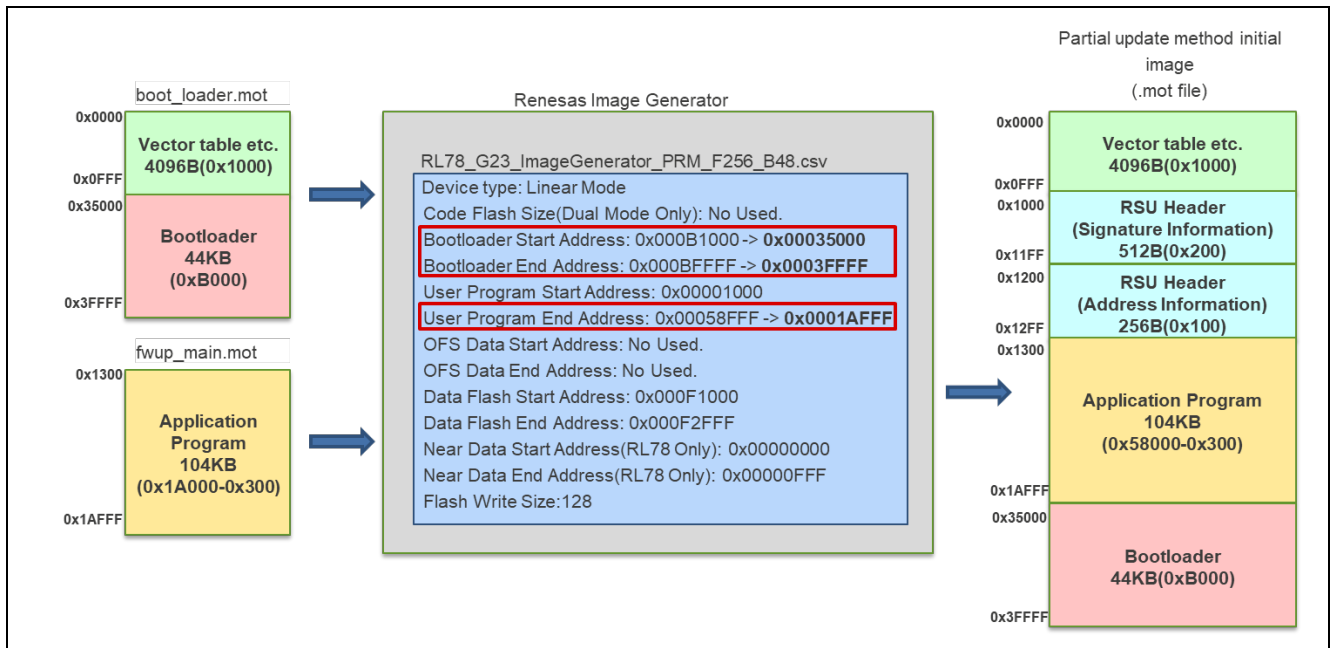 boot_loader.mot
0x0000
Vector table etc.
4096B(0x1000)
0x0FFF
0x35000
Bootloader
44KB
(0xB000)
0x3FFFF
fwup_main.mot
0x1300
Application
Program
104KB
(0x1A000-0x300)
0x1AFFF
Renesas Image Generator
RL78_G23_ImageGenerator_PRM_F256_B48.csv
Device type: Linear Mode
Code Flash Size(Dual Mode Only): No Used.
Bootloader Start Address: 0x000B1000 -> 0x00035000
Bootloader End Address: 0x000BFFFF -> 0x0003FFFF
User Program Start Address: 0x00001000
User Program End Address: 0x00058FFF -> 0x0001AFFF
OFS Data Start Address: No Used.
OFS Data End Address: No Used.
Data Flash Start Address: 0x000F1000
Data Flash End Address: 0x000F2FFF
Near Data Start Address(RL78 Only): 0x00000000
Near Data End Address(RL78 Only): 0x00000FFF
Flash Write Size:128
Partial update method initial
image
(.mot file)
0x0000
Vector table etc.
4096B(0x1000)
0x0FFF
0x1000
RSU Header
(Signature Information)
512B(0x200)
0x11FF
0x1200
RSU Header
(Address Information)
256B(0x100)
0x12FF
0x1300
Application Program
104KB
(0x58000-0x300)
0x1AFFF
0x35000
Bootloader
44KB(0xB000)
0x3FFFF